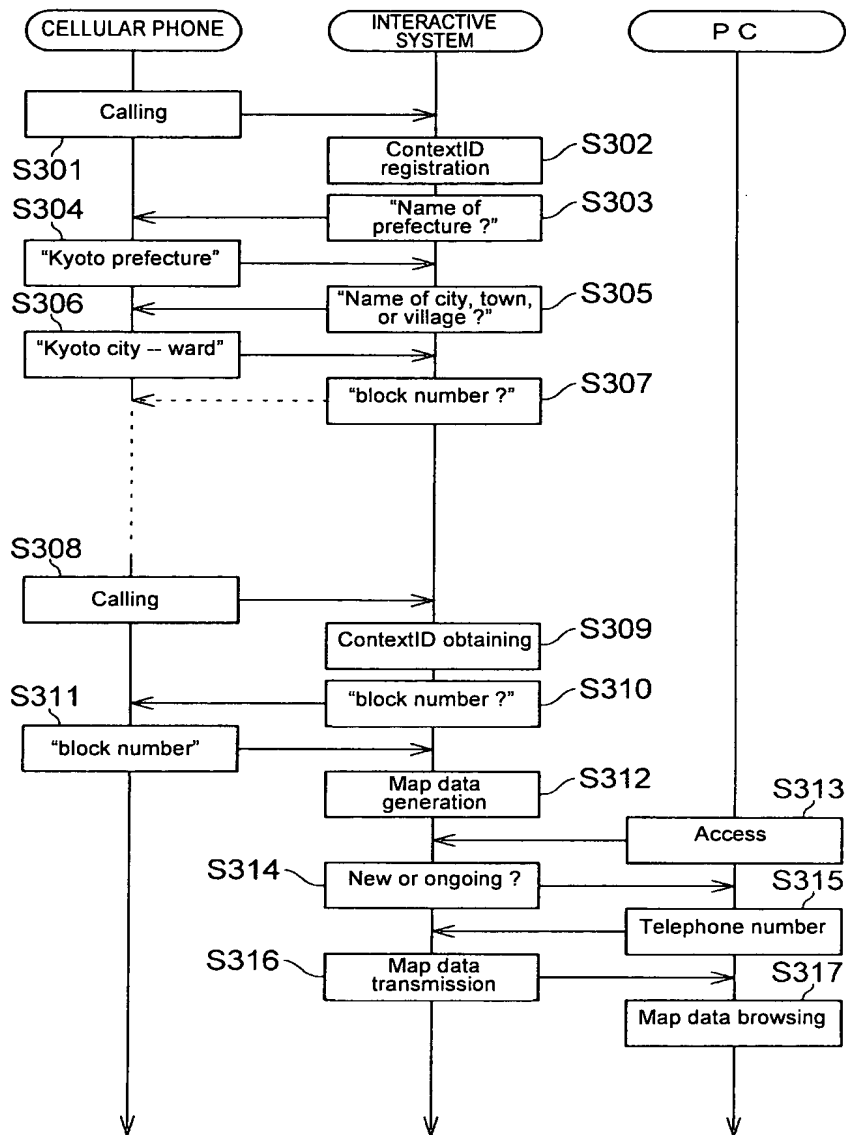 CELLULAR PHONE
INTERACTIVE
SYSTEM
P C
Calling
S301
ContextID
registration
S302
S304
"Name of
prefecture ?"
S303
"Kyoto prefecture"
S306
"Name of city, town,
or village ?"
S305
"Kyoto city -- ward"
"block number ?"
S307
S308
Calling
ContextID obtaining
S309
S311
"block number ?"
S310
"block number"
Map data
generation
S312
S313
Access
S314
New or ongoing ?
S315
Telephone number
S316
Map data
transmission
S317
Map data browsing